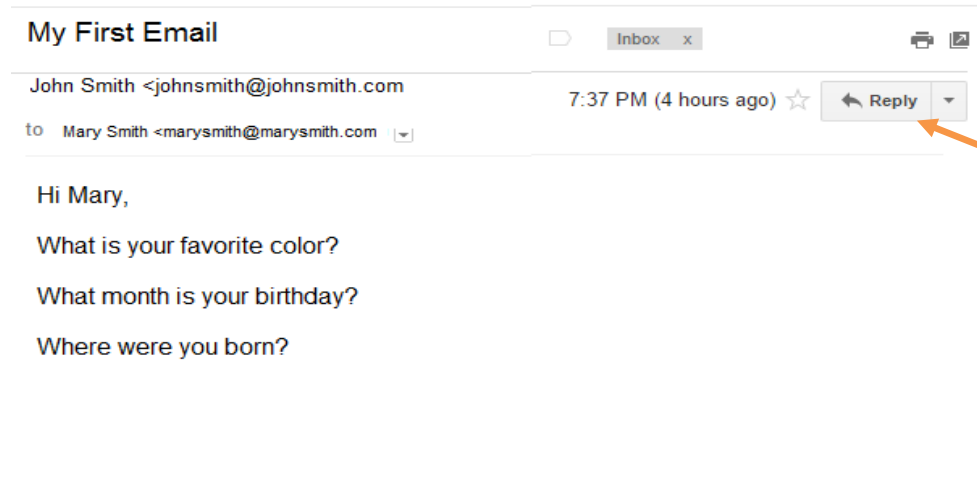 My First Email
Inbox x
John Smith <johnsmith@johnsmith.com
7:37 PM (4 hours ago)
Reply
to Mary Smith <marysmith@marysmith.com
Hi Mary,
What is your favorite color?
What month is your birthday?
Where were you born?